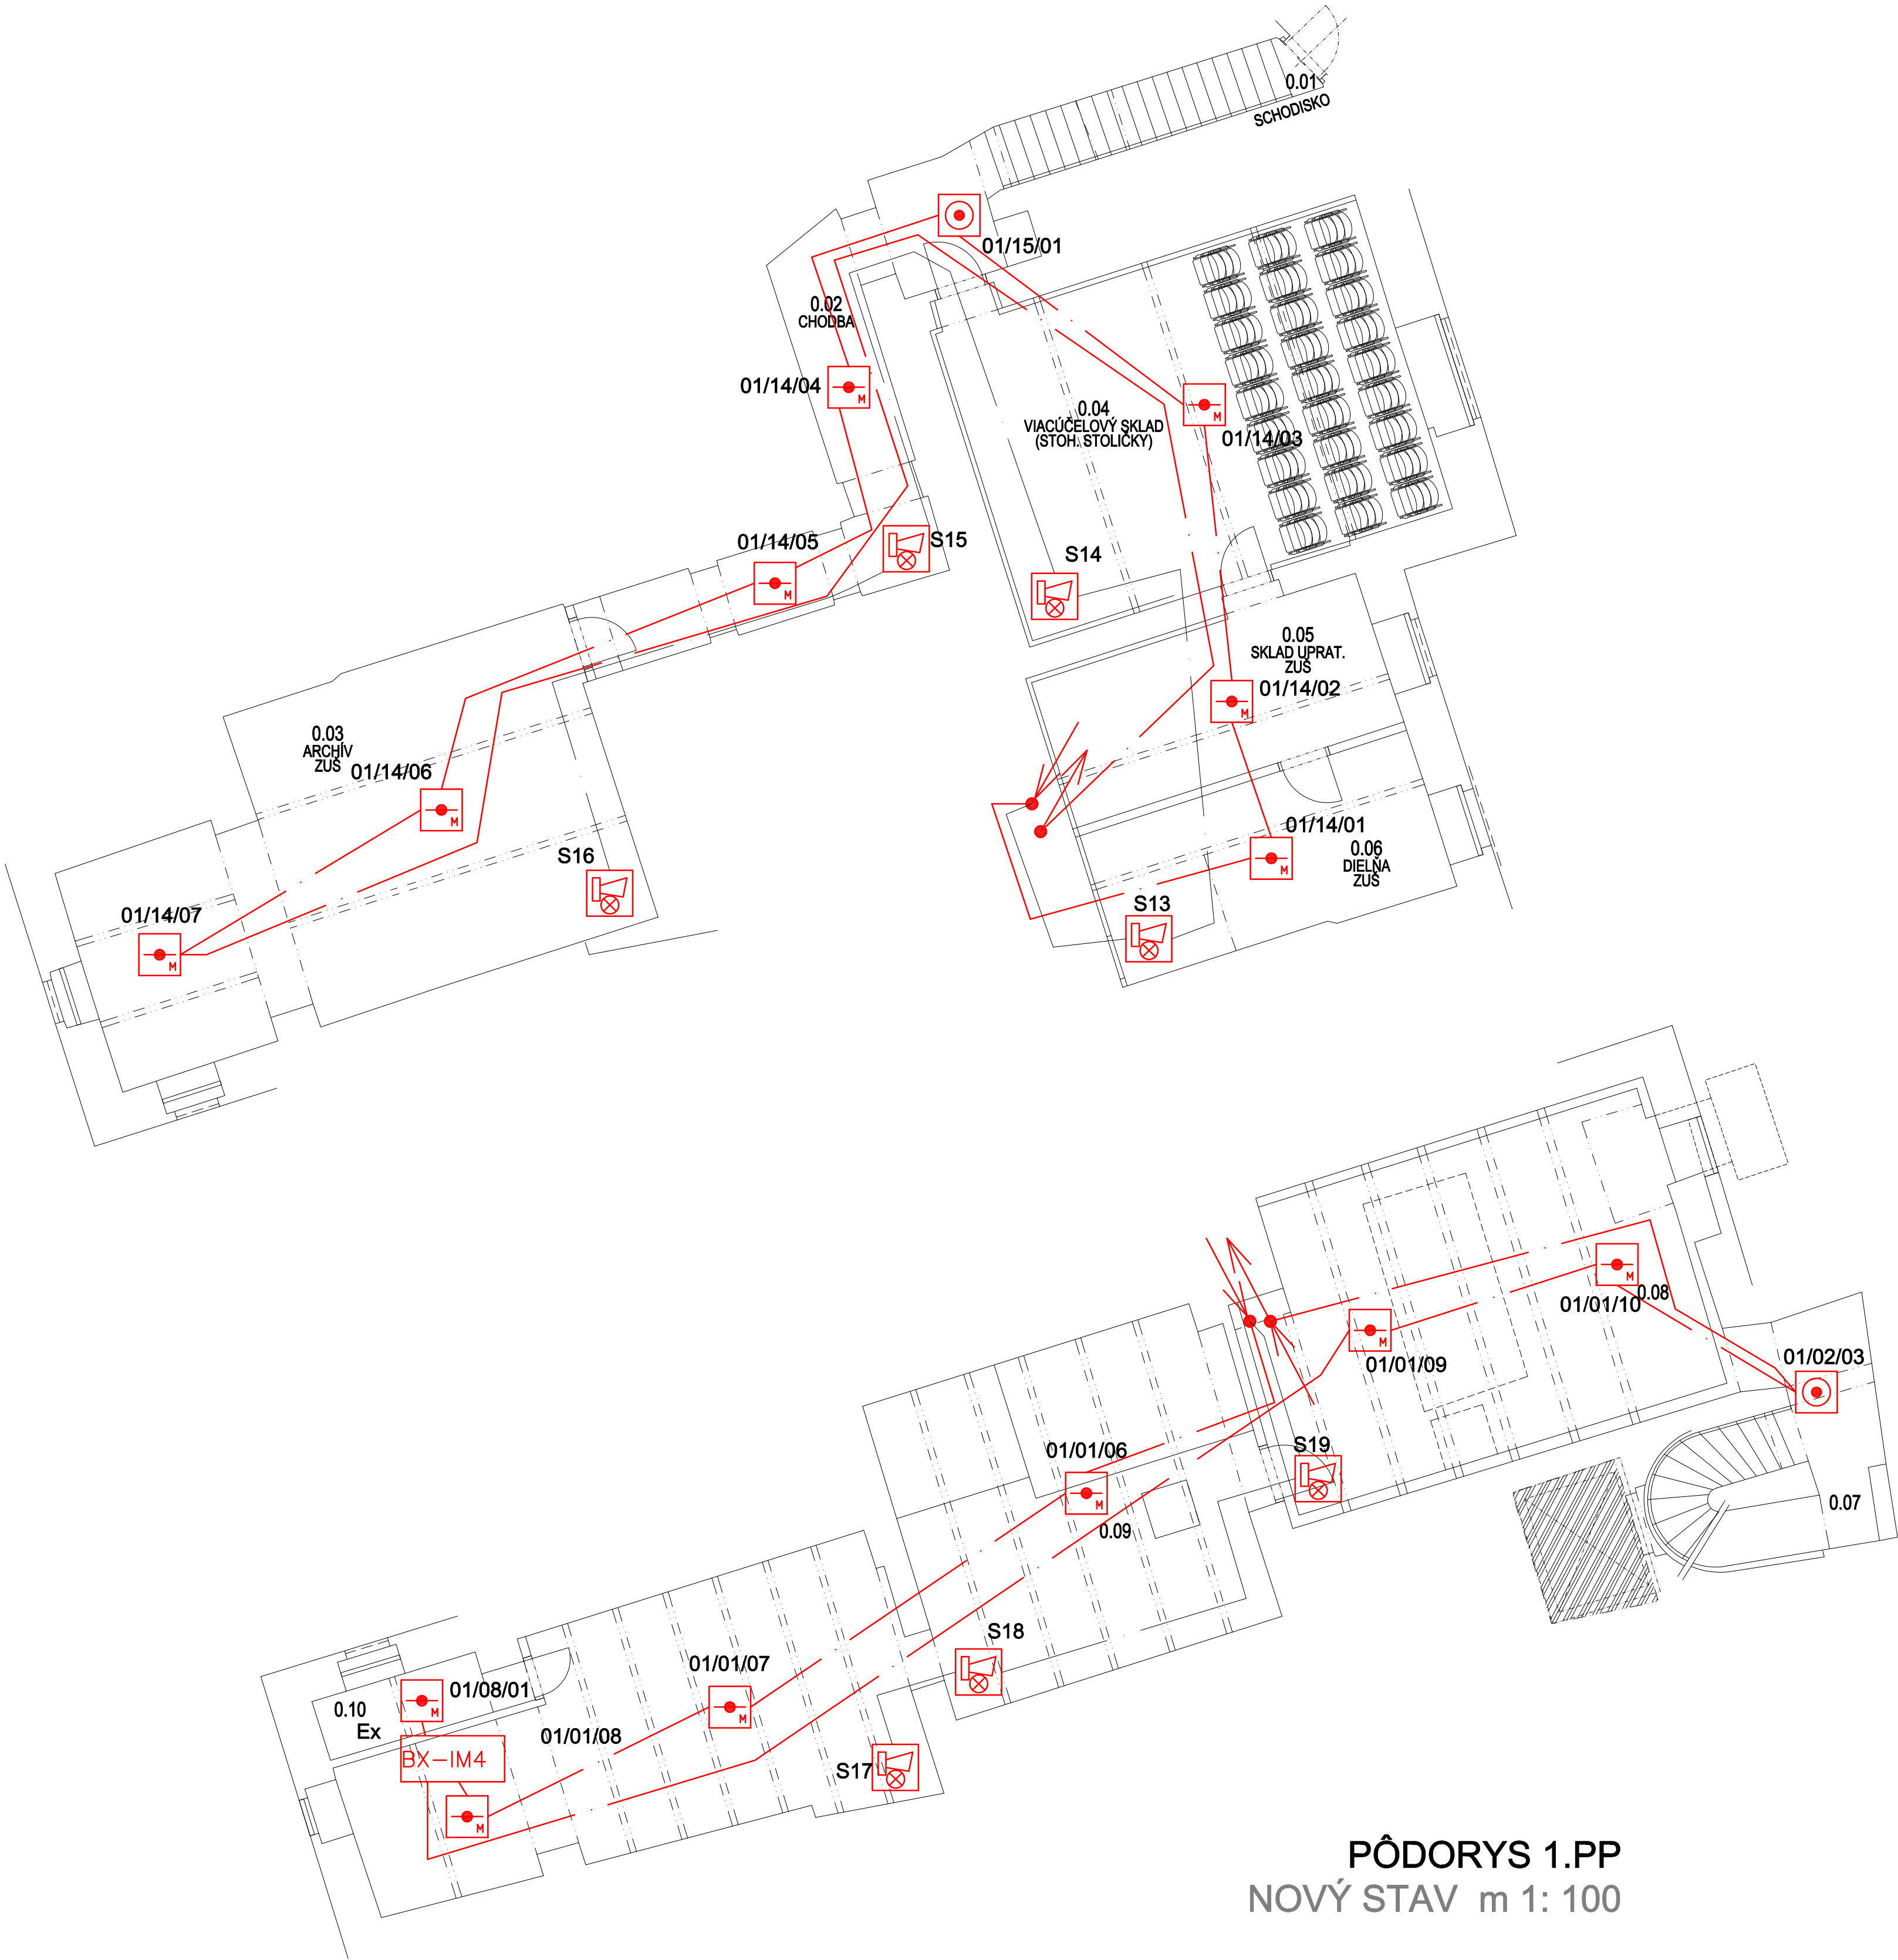 0.01
SCHODISKO
01/15/01
0.02
CHODBA
01/14/04
M
0.04
VIACÚČELOVÝ SKLAD
(STOH. STOLIČKY)
M
01/14/03
01/14/05
M
S15
S14
0.05
SKLAD UPRAT.
ZUŠ
01/14/02
M
0.03
ARCHÍV
ZUŠ
01/14/06
M
01/14/01
M
0.06
DIELŇA
ZUŠ
S16
S13
01/14/07
M
M
0.08
01/01/10
M
01/01/09
01/02/03
01/01/06
M
0.09
S19
0.07
S18
01/01/07
M
01/08/01
M
0.10
Ex
01/01/08
BX-IM4
M
S17
PÔDORYS 1.PP
NOVÝ STAV m 1: 100